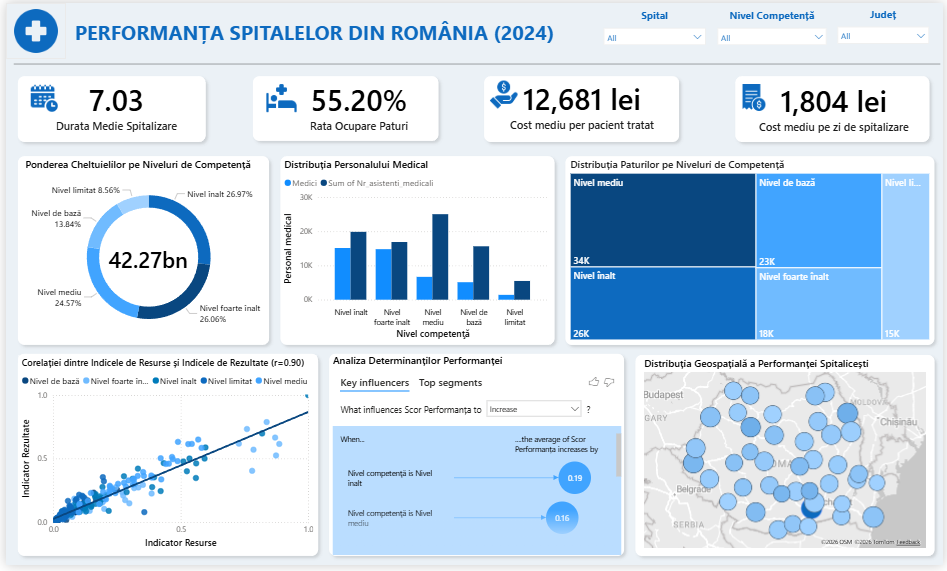 PERFORMANȚA SPITALELOR DIN ROMÂNIA (2024)
Spital
Nivel Competență
Județ
All
All
All
7.03
Durata Medie Spitalizare
55.20%
Rata Ocupare Paturi
12,681 lei
Cost mediu per pacient tratat
1,804 lei
Cost mediu pe zi de spitalizare
Ponderea Cheltuielilor pe Niveluri de Competență
Nivel limitat 8.56%
Nivel înalt 26.97%
Nivel de bază
13.84%
42.27bn
Nivel mediu
24.57%
Nivel foarte înalt
26.06%
Distribuția Personalului Medical
Medici
Sum of Nr_asistenti_medicali
Personal medical
30K
20K
10K
0K
Nivel înalt
Nivel
foarte înalt
Nivel
mediu
Nivel de
bază
Nivel
limitat
Nivel competență
Distribuția Paturilor pe Niveluri de Competență
Nivel mediu
34K
Nivel de bază
23K
Nivel li...
15K
Nivel înalt
26K
Nivel foarte înalt
18K
Corelației dintre Indicele de Resurse și Indicele de Rezultate (r=0.90)
Nivel de bază
Nivel foarte în...
Nivel înalt
Nivel limitat
Nivel mediu
Indicator Rezultate
1.0
0.5
0.0
0.0
0.5
1.0
Indicator Resurse
Analiza Determinanților Performanței
Key influencers
Top segments
What influences Scor Performanța to
Increase
?
When...
...the average of Scor
Performanța increases by
Nivel competență is Nivel
înalt
0.19
Nivel competență is Nivel
mediu
0.16
Distribuția Geospațială a Performanței Spitalicești
Budapest
MOLDOVA
GARY
Chișinău
Belgrade
SERBIA
©2026 OSM ©2026 TomTom Feedback